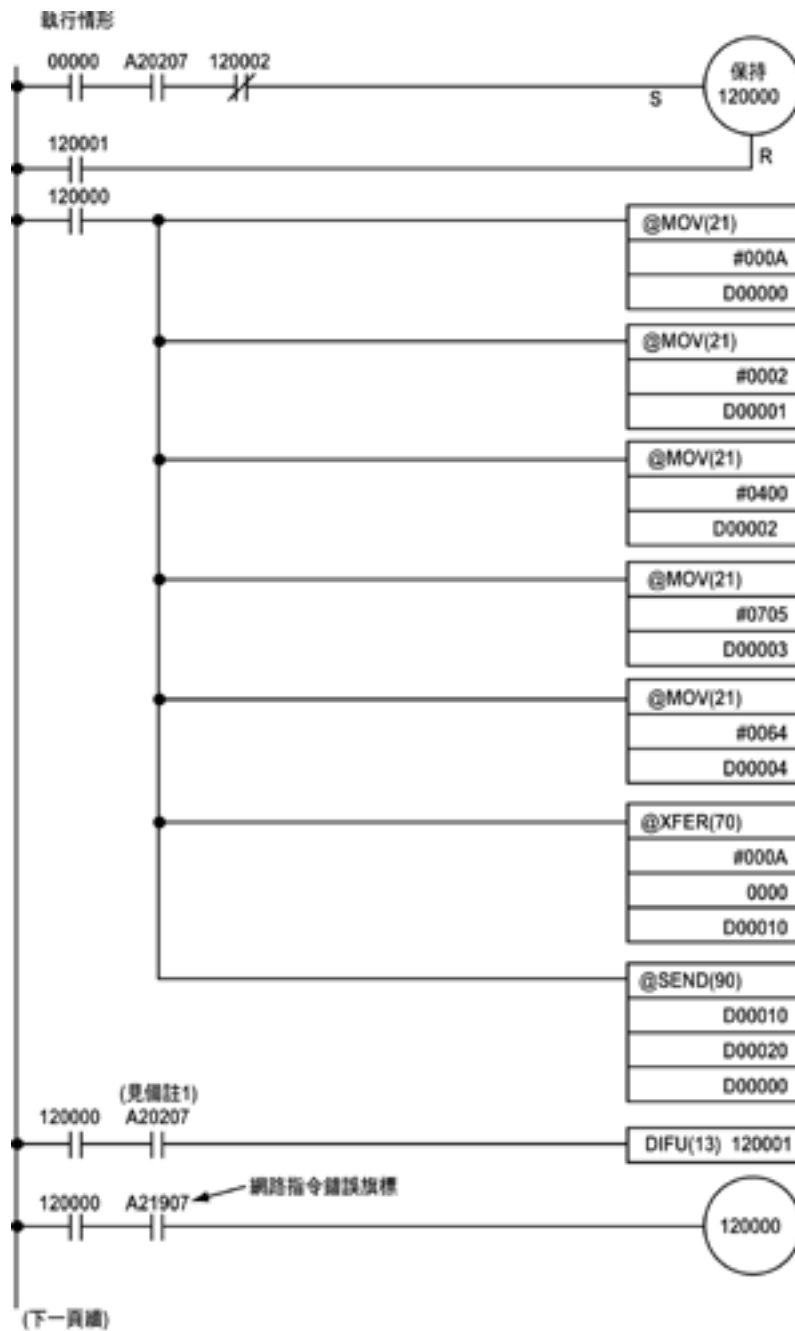 執行情形
00000 A20207 120002
保持
120000
S
R
120001
120000
@MOV(21)
#000A
D00000
@MOV(21)
#0002
D00001
@MOV(21)
#0400
D00002
@MOV(21)
#0705
D00003
@MOV(21)
#0064
D00004
@XFER(70)
#000A
0000
D00010
@SEND(90)
D00010
D00020
D00000
(見備註1)
120000 A20207
DIFU(13) 120001
網路指令錯誤旗標
120000 A21907
120000
(下一頁續)